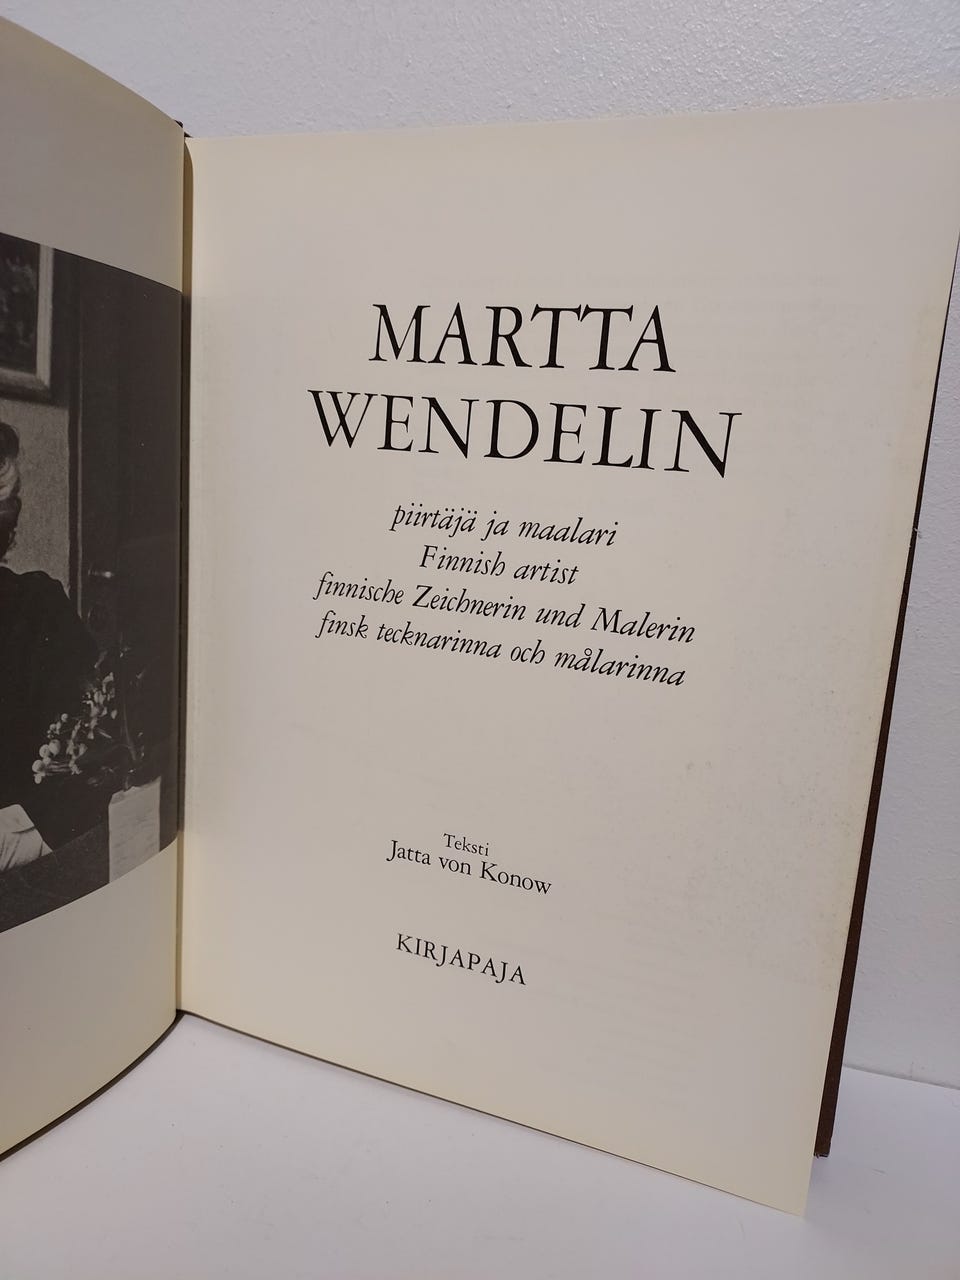 MARTTA
WENDELIN
piirtäjä ja maalari
Finnish artist
finnische Zeichnerin und Malerin
finsk tecknarinna och målarinna
Teksti
Jatta von Konow
KIRJAPAJA